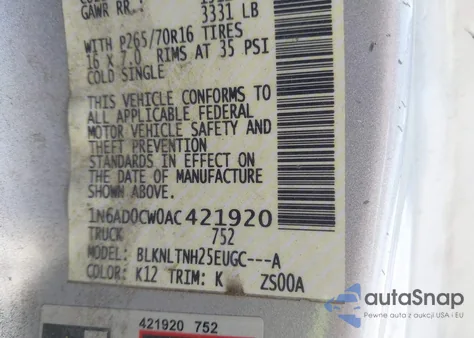 GAWR RR.: 3331 LB
WITH P265/70R16 TIRES
16 X 7.0 RIMS AT 35 PSI
COLD SINGLE
THIS VEHICLE CONFORMS TO
ALL APPLICABLE FEDERAL
MOTOR VEHICLE SAFETY AND
THEFT PREVENTION
STANDARDS IN EFFECT ON
THE DATE OF MANUFACTURE
SHOWN ABOVE.
1N6AD0CW0AC421920
TRUCK 752
MODEL: BLKNLTNH25EUGC---A
COLOR: K12 TRIM: K ZS00A
421920 752
autaSnap
Pewne auto z aukcji USA i EU